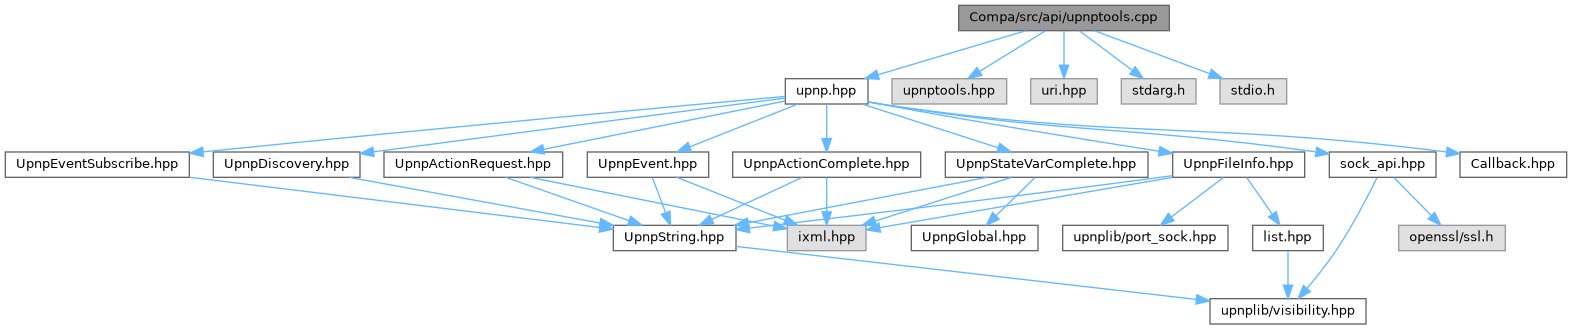 Compa/src/api/upnptools.cpp
upnp.hpp
upnptools.hpp
uri.hpp
stdarg.h
stdio.h
UpnpEventSubscribe.hpp
UpnpDiscovery.hpp
UpnpActionRequest.hpp
UpnpEvent.hpp
UpnpActionComplete.hpp
UpnpStateVarComplete.hpp
UpnpFileInfo.hpp
sock_api.hpp
Callback.hpp
UpnpString.hpp
ixml.hpp
UpnpGlobal.hpp
upnplib/port_sock.hpp
list.hpp
openssl/ssl.h
upnplib/visibility.hpp